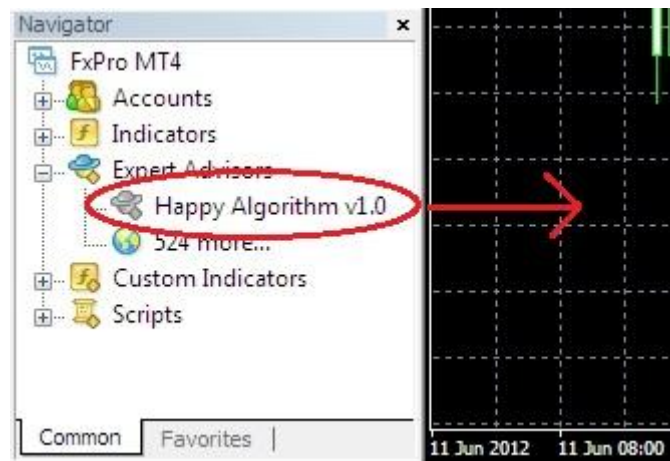 Navigator
FxPro MT4
Accounts
Indicators
Expert Advisors
Happy Algorithm v1.0
524 more...
Custom Indicators
Scripts
Common Favorites
11 Jun 2012 11 Jun 08:00